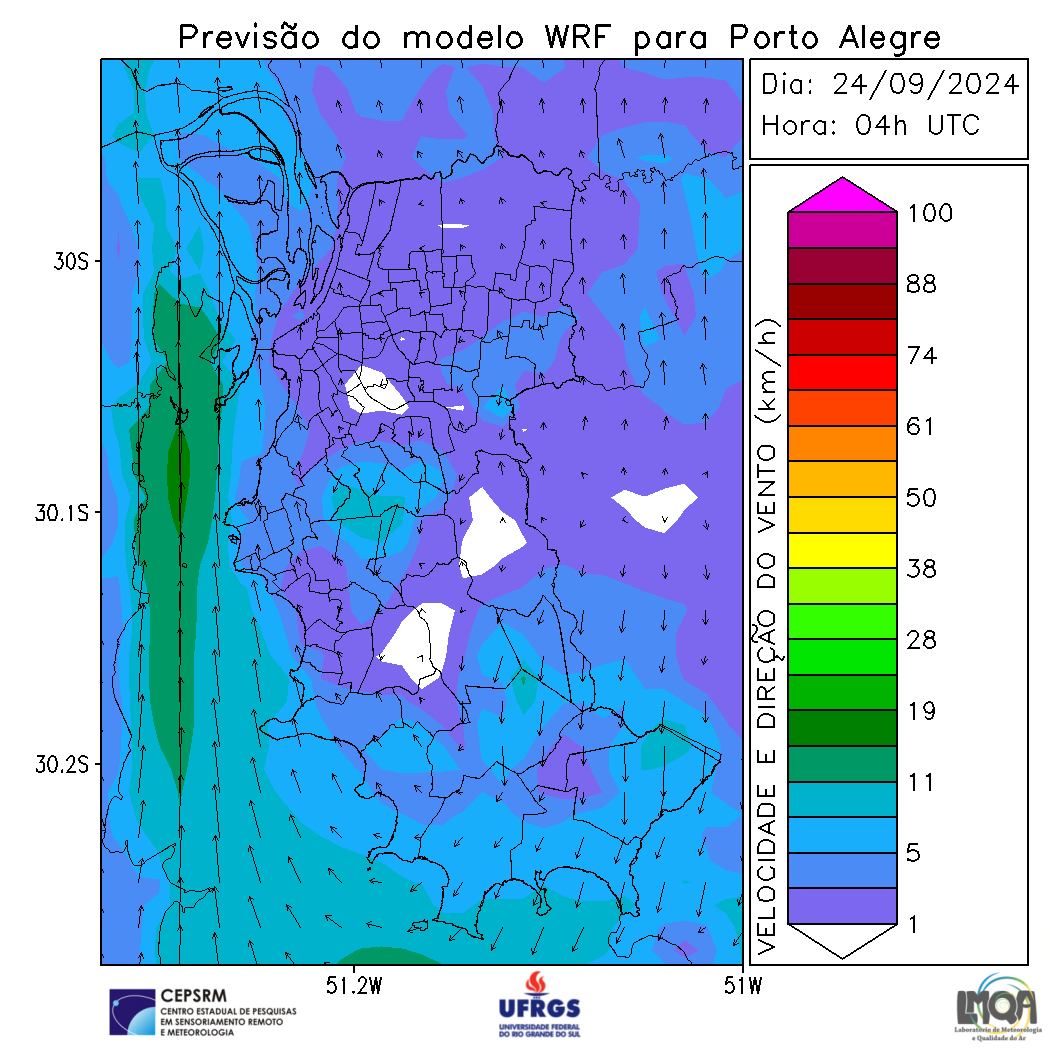 Previsão do modelo WRF para Porto Alegre
Dia: 24/09/2024
Hora: 04h UTC
30S
30.1S
30.2S
51.2W
51W
VELOCIDADE E DIREÇÃO DO VENTO (km/h)
100
88
74
61
50
38
28
19
11
5
1
CEPSRM
CENTRO ESTADUAL DE PESQUISAS
EM SENSORIAMENTO REMOTO
E METEOROLOGIA
UFRGS
UNIVERSIDADE FEDERAL
DO RIO GRANDE DO SUL
LMQA
Laboratório de Meteorologia
e Qualidade do Ar